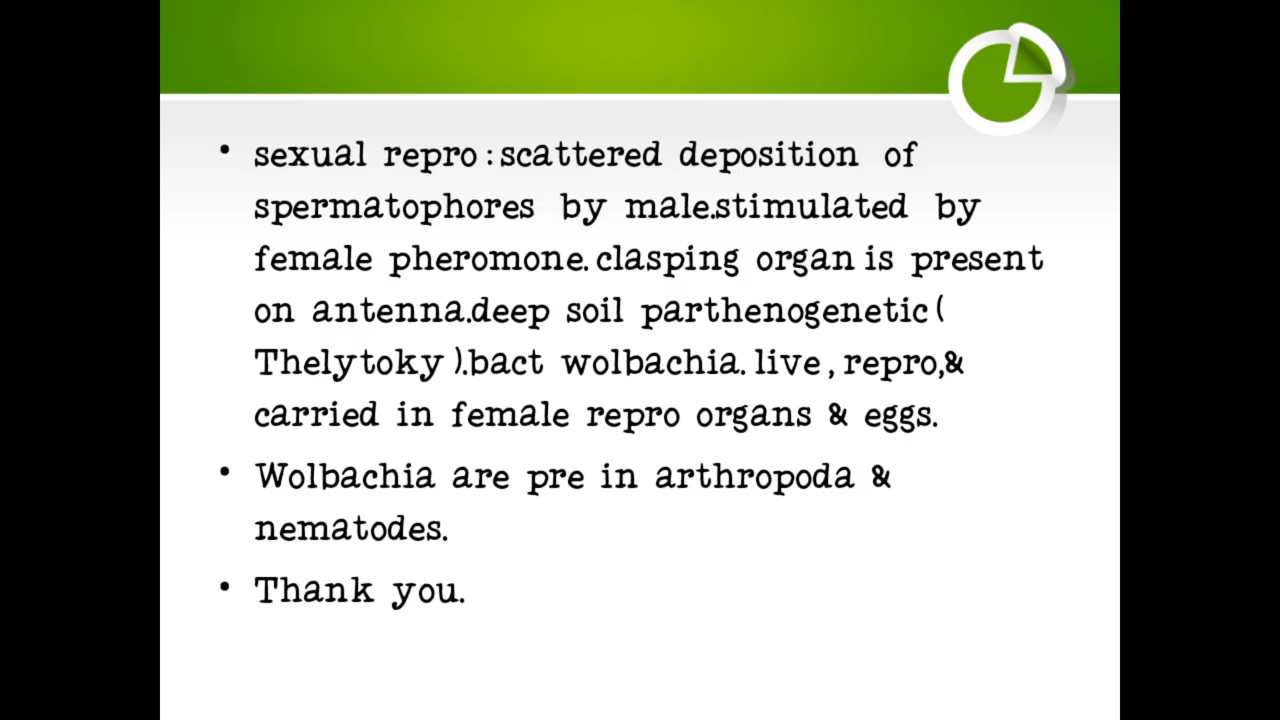 • sexual repro : scattered deposition of
spermatophores by male.stimulated by
female pheromone. clasping organ is present
on antenna.deep soil parthenogenetic (
Thelytoky ).bact wolbachia. live , repro,&
carried in female repro organs & eggs.
• Wolbachia are pre in arthropoda &
nematodes.
• Thank you.